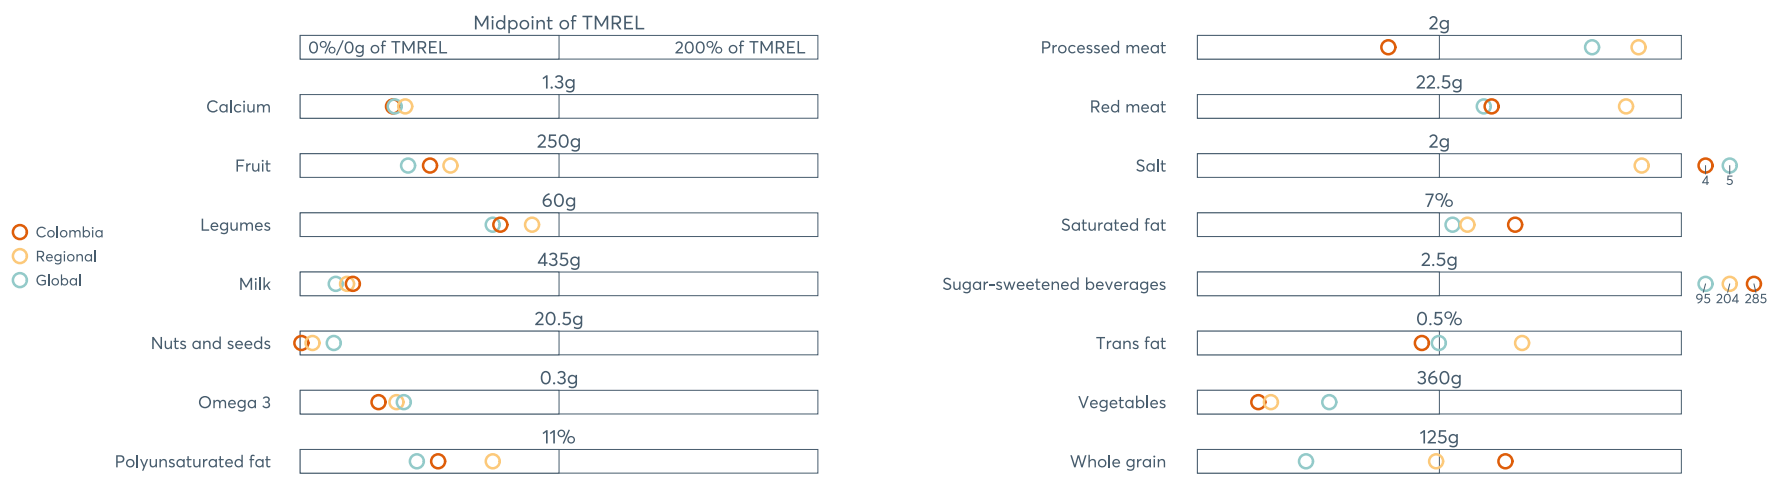 Midpoint of TMREL
0%/0g of TMREL 200% of TMREL
1.3g
Calcium
250g
Fruit
60g
Legumes
435g
Milk
20.5g
Nuts and seeds
0.3g
Omega 3
11%
Polyunsaturated fat
Colombia
Regional
Global
2g
Processed meat
22.5g
Red meat
2g
Salt
4 5
7%
Saturated fat
2.5g
Sugar-sweetened beverages
95 204 285
0.5%
Trans fat
360g
Vegetables
125g
Whole grain